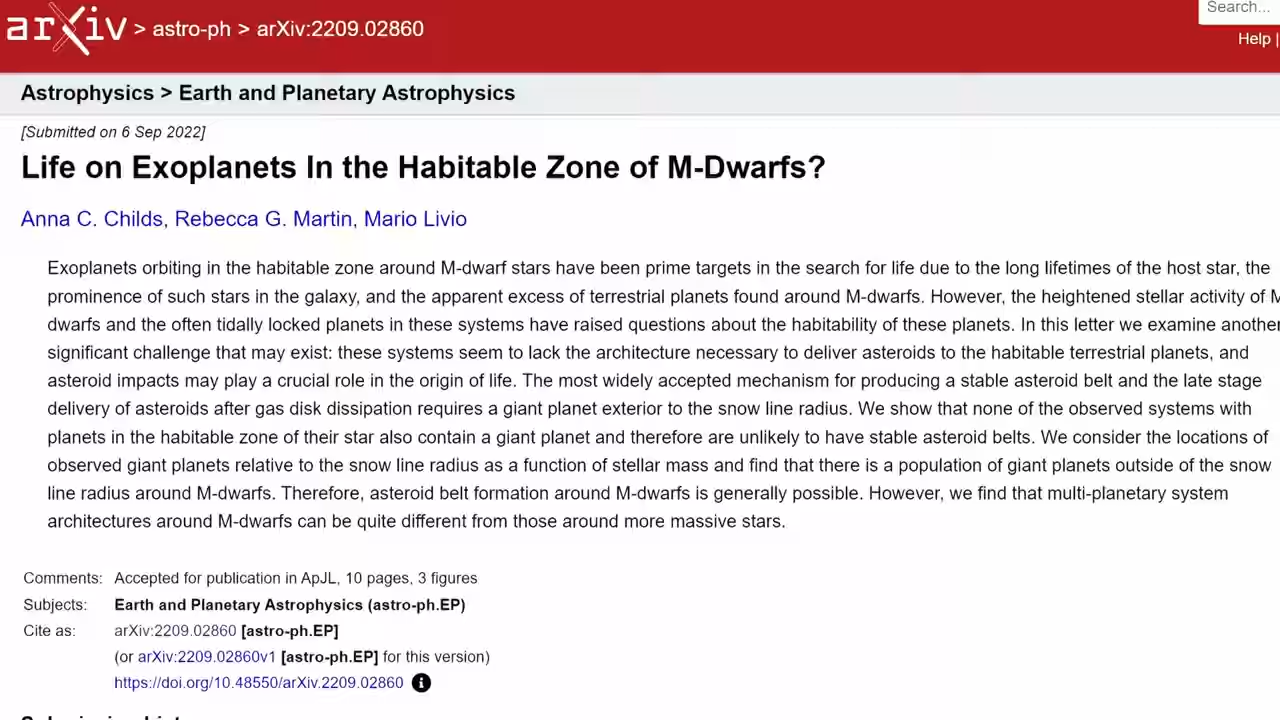 arXiv > astro-ph > arXiv:2209.02860
Search...
Help |
Astrophysics > Earth and Planetary Astrophysics
[Submitted on 6 Sep 2022]
Life on Exoplanets In the Habitable Zone of M-Dwarfs?
Anna C. Childs, Rebecca G. Martin, Mario Livio
Exoplanets orbiting in the habitable zone around M-dwarf stars have been prime targets in the search for life due to the long lifetimes of the host star, the
prominence of such stars in the galaxy, and the apparent excess of terrestrial planets found around M-dwarfs. However, the heightened stellar activity of M
dwarfs and the often tidally locked planets in these systems have raised questions about the habitability of these planets. In this letter we examine another
significant challenge that may exist: these systems seem to lack the architecture necessary to deliver asteroids to the habitable terrestrial planets, and
asteroid impacts may play a crucial role in the origin of life. The most widely accepted mechanism for producing a stable asteroid belt and the late stage
delivery of asteroids after gas disk dissipation requires a giant planet exterior to the snow line radius. We show that none of the observed systems with
planets in the habitable zone of their star also contain a giant planet and therefore are unlikely to have stable asteroid belts. We consider the locations of
observed giant planets relative to the snow line radius as a function of stellar mass and find that there is a population of giant planets outside of the snow
line radius around M-dwarfs. Therefore, asteroid belt formation around M-dwarfs is generally possible. However, we find that multi-planetary system
architectures around M-dwarfs can be quite different from those around more massive stars.
Comments: Accepted for publication in ApJL, 10 pages, 3 figures
Subjects: Earth and Planetary Astrophysics (astro-ph.EP)
Cite as: arXiv:2209.02860 [astro-ph.EP]
(or arXiv:2209.02860v1 [astro-ph.EP] for this version)
https://doi.org/10.48550/arXiv.2209.02860